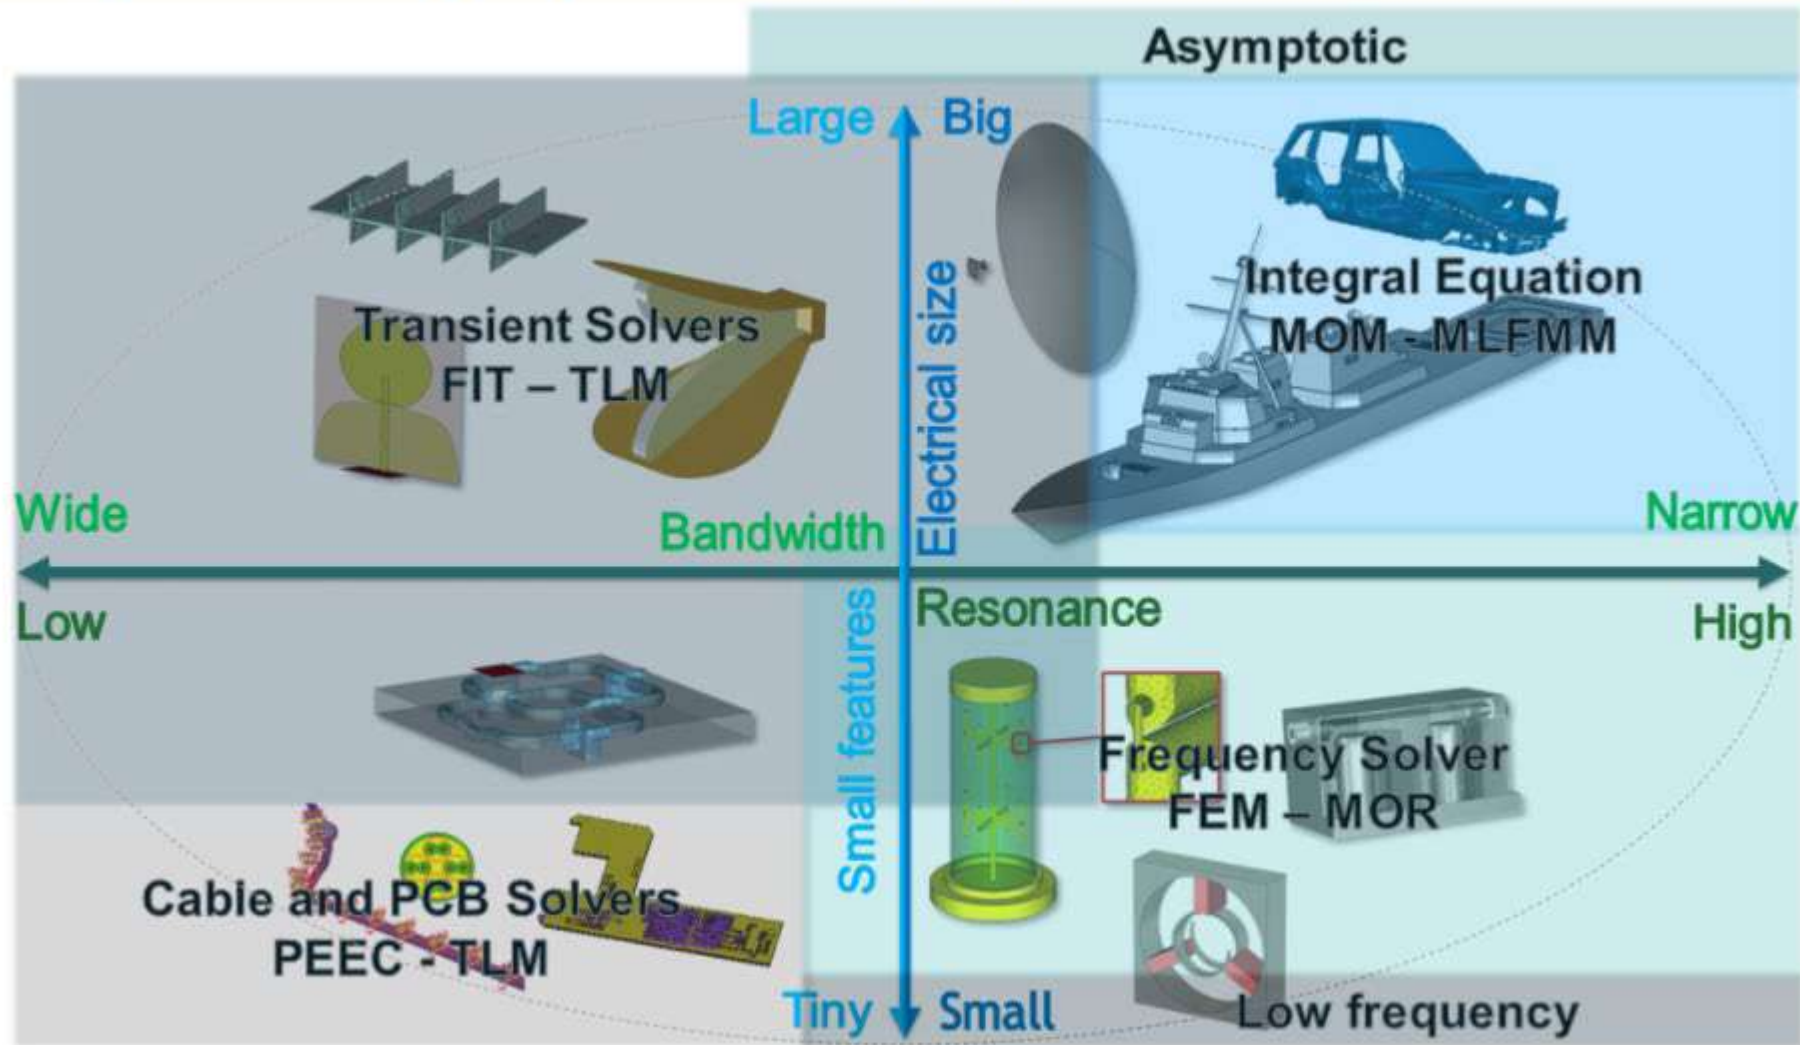 Asymptotic
Large
Big
Integral Equation
MOM - MLFMM
Transient Solvers
FIT – TLM
Electrical size
Wide
Bandwidth
Narrow
Low
Resonance
High
Small features
Frequency Solver
FEM – MOR
Cable and PCB Solvers
PEEC - TLM
Tiny
Small
Low frequency